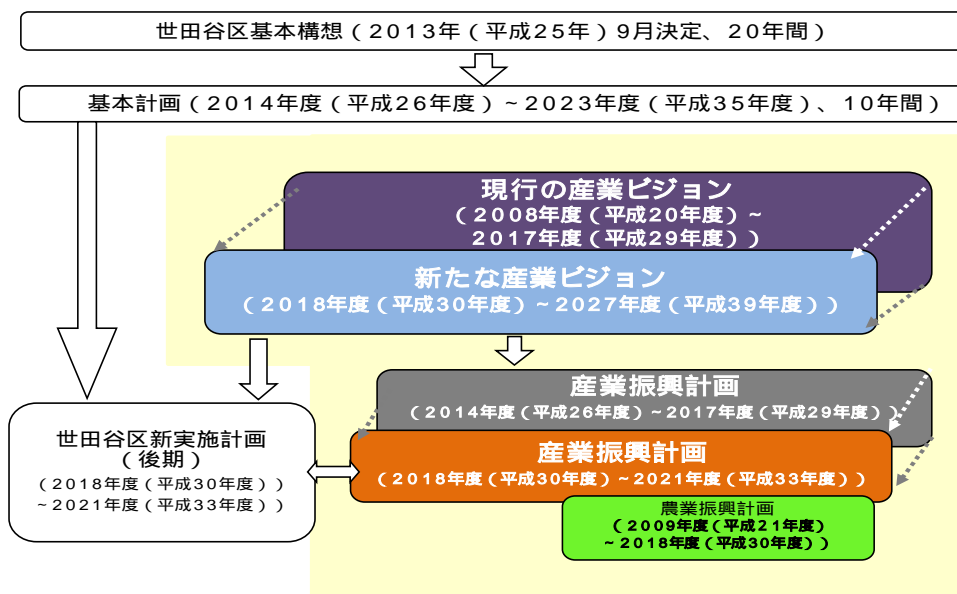 世田谷区基本構想（２０１３年（平成２５年）９月決定、２０年間）
基本計画（２０１４年度（平成２６年度）～２０２３年度（平成３５年度）、１０年間）
現行の産業ビジョン
（２００８年度（平成２０年度）～
２０１７年度（平成２９年度））
新たな産業ビジョン
（２０１８年度（平成３０年度）～２０２７年度（平成３９年度））
産業振興計画
（２０１４年度（平成２６年度）～２０１７年度（平成２９年度））
世田谷区新実施計画
（後期）
（２０１８年度（平成３０年度））
～２０２１年度（平成３３年度））
産業振興計画
（２０１８年度（平成３０年度）～２０２１年度（平成３３年度））
農業振興計画
（２００９年度（平成２１年度）
～２０１８年度（平成３０年度））